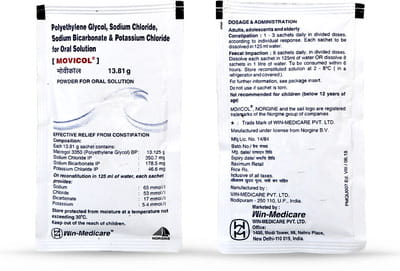 Polyethylene Glycol, Sodium Chloride,
Sodium Bicarbonate & Potassium Chloride
for Oral Solution
[ MOVICOL® ]
मोवीकॉल 13.81 g
POWDER FOR ORAL SOLUTION
EFFECTIVE RELIEF FROM CONSTIPATION
Composition:
Each 13.81 g sachet contains:
Macrogol 3350 (Polyethylene Glycol) BP : 13.125 g
Sodium Chloride IP : 350.7 mg
Sodium Bicarbonate IP : 178.5 mg
Potassium Chloride IP : 46.6 mg
On reconstitution in 125 ml of water, each sachet
provides:
Sodium : 65 mmol/l
Chloride : 53 mmol/l
Bicarbonate : 17 mmol/l
Potassium : 5.4 mmol/l
Store protected from moisture at a temperature not
exceeding 30°C.
Keep out of the reach of children.
Win-Medicare®
NORGINE
DOSAGE & ADMINISTRATION
Adults, adolescents and elderly
Constipation : 1 - 3 sachets daily in divided doses,
according to individual response. Each sachet to be
dissolved in 125 ml water.
Faecal impaction : 8 sachets daily, in divided doses.
Dissolve each sachet in 125ml of water OR dissolve 8
sachets in 1 litre of water. To be consumed within 6
hours. Store reconstituted solution at 2 - 8°C ( in a
refrigerator and covered ).
For further information, see package insert.
Do not use if sachet is torn.
Not recommended for children (below 12 years of
age)
MOVICOL, NORGINE and the sail logo are registered
trademarks of the Norgine group of companies
Trade Mark of WIN-MEDICARE PVT. LTD.
Manufactured under license from Norgine B.V.
Mfg. Lic. No. 14/84
Batch No./ बैच नम्बर
Mfg. date/
Expiry date/
Maximum Retail
Price Rs.
Inclusive of all taxes.
Manufactured by :
WIN-MEDICARE PVT. LTD.
Modipuram - 250 110, U.P., INDIA.
Marketed by :
Win-Medicare
PVT. LTD.
Office:
1400, Modi Tower, 98, Nehru Place,
New Delhi-110 019, India.